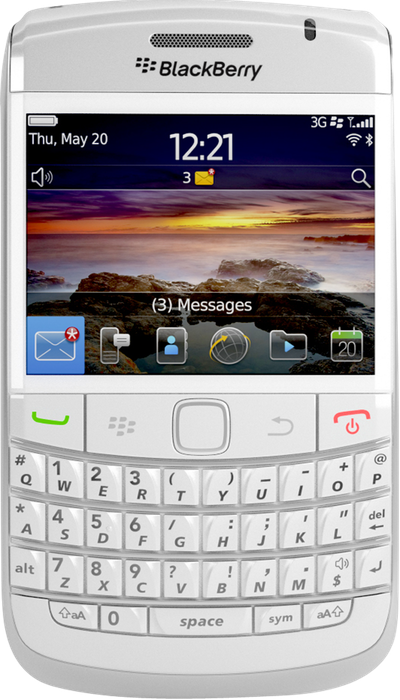 BlackBerry
3G
Thu, May 20
12:21
3
(3) Messages
20
# Q 1 W 2 E 3 R ( T ) Y _ U - I + O @ P
* A 4 S 5 D 6 F / G : H ; J ' K " L del
alt 7 Z 8 X 9 C ? V ! B , N . M $
aA 0 space sym aA